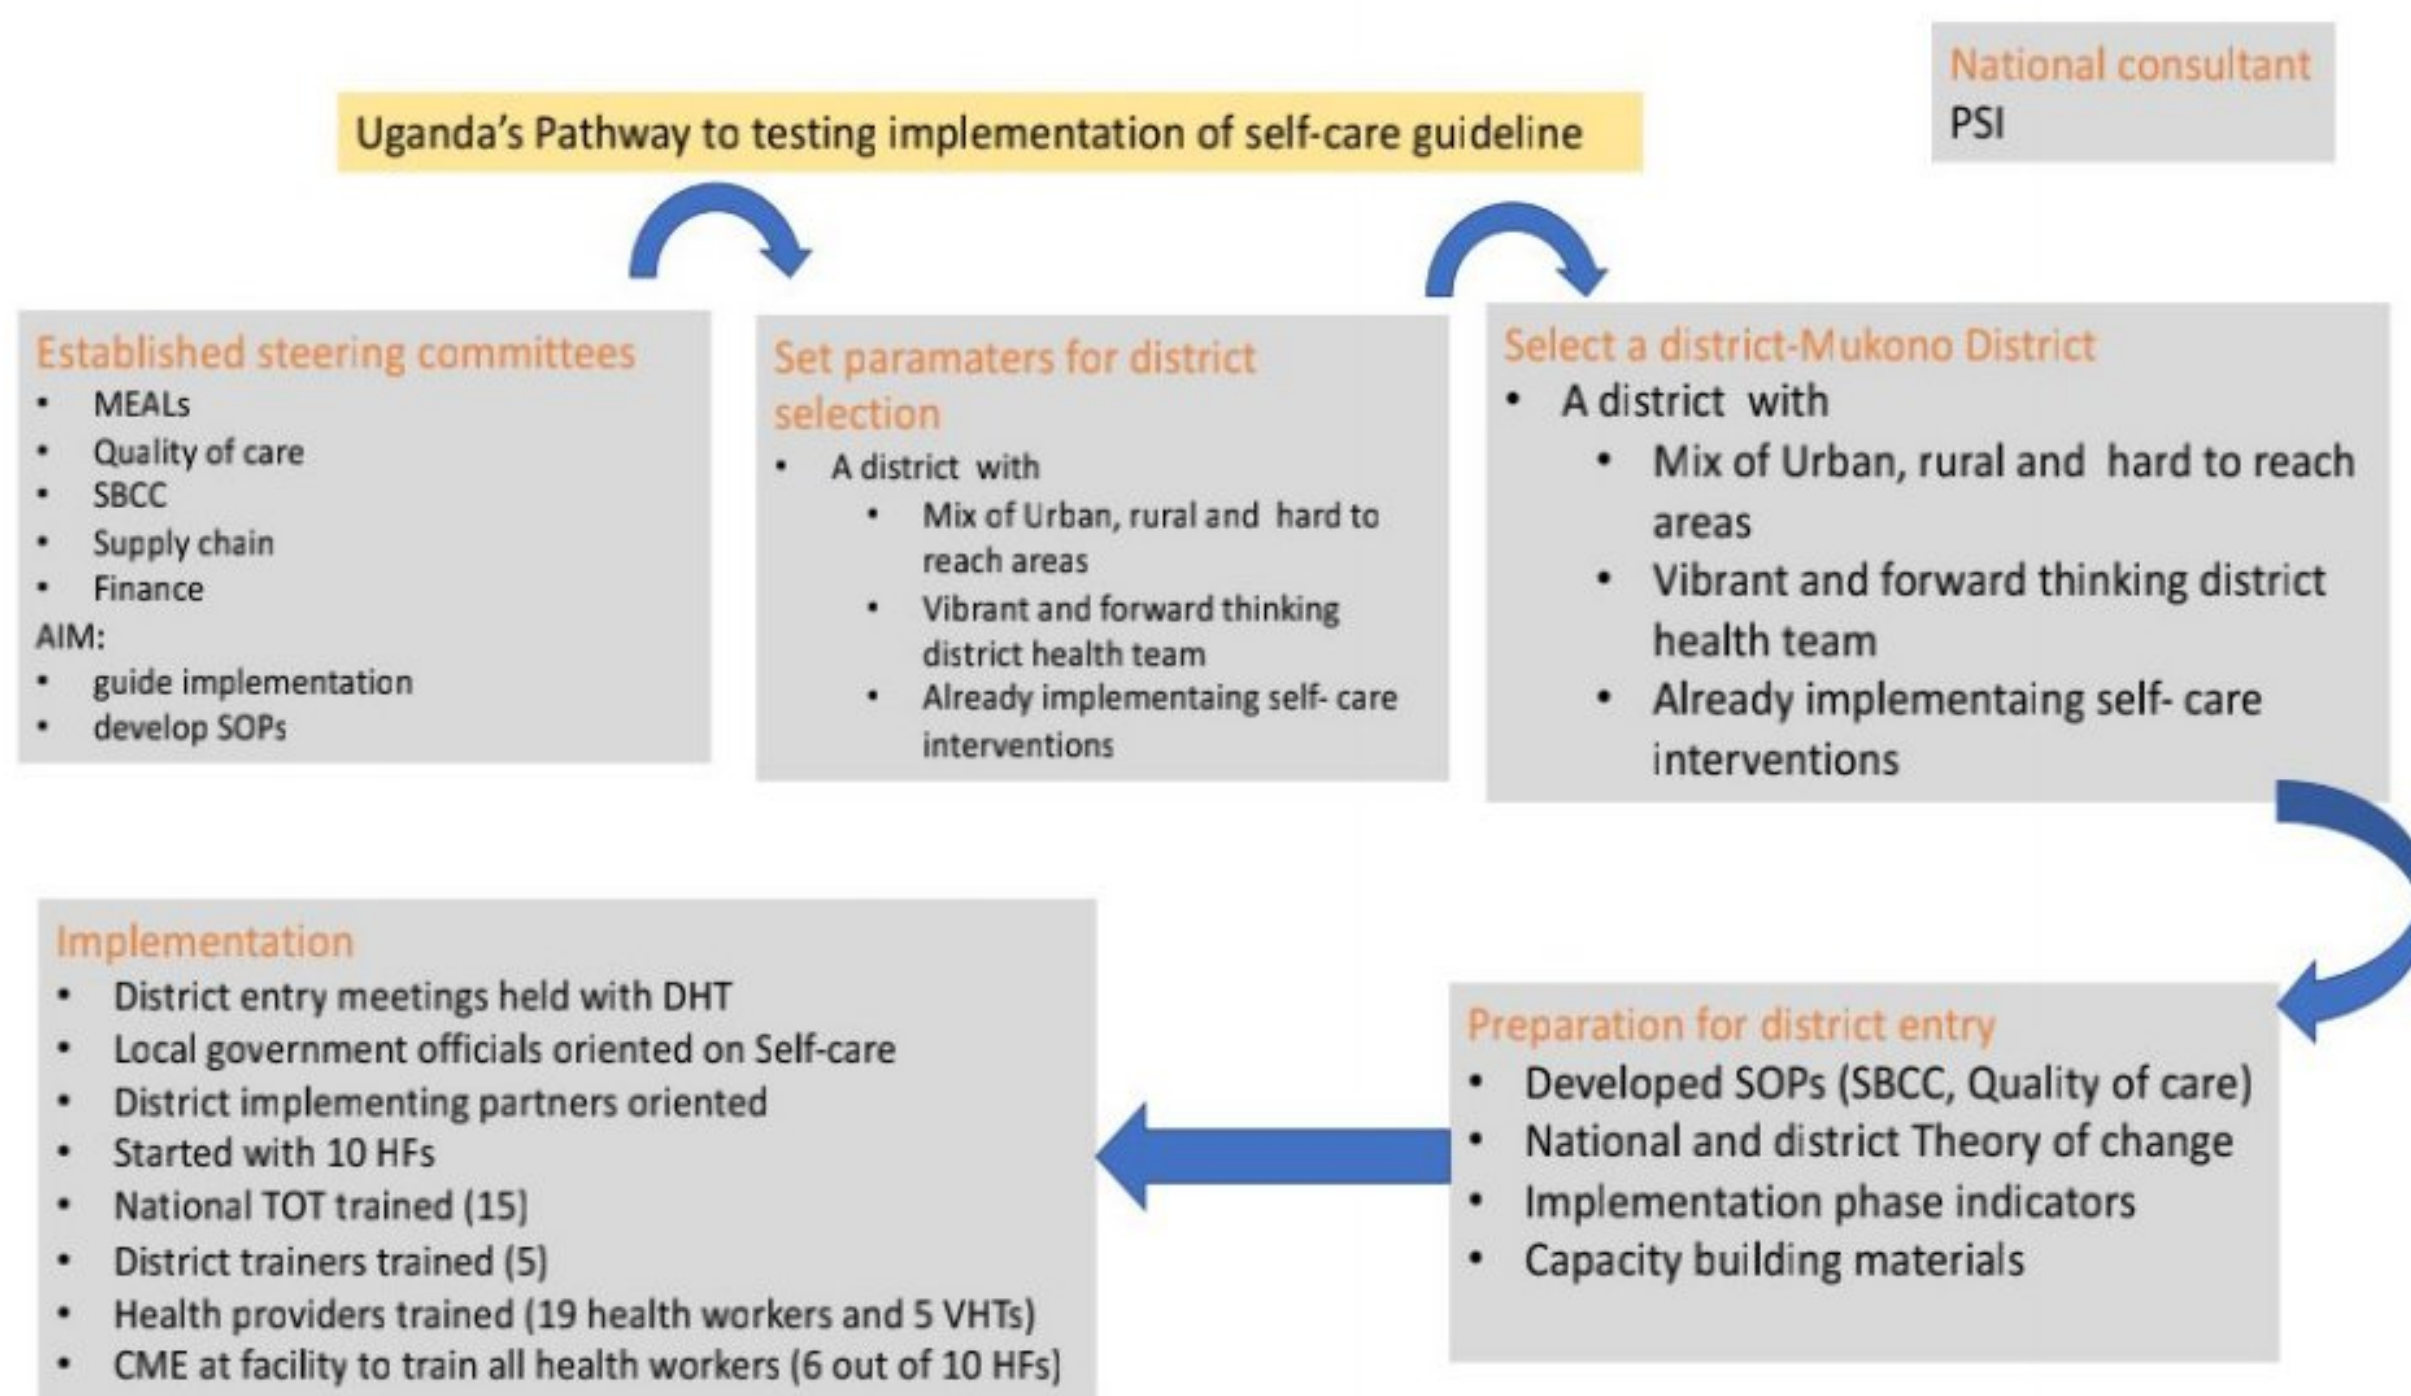 National consultant
PSI
Uganda's Pathway to testing implementation of self-care guideline
Established steering committees
• MEALs
• Quality of care
• SBCC
• Supply chain
• Finance
AIM:
• guide implementation
• develop SOPs
Set paramaters for district
selection
• A district with
• Mix of Urban, rural and hard to
reach areas
• Vibrant and forward thinking
district health team
• Already implementaing self- care
interventions
Select a district-Mukono District
• A district with
• Mix of Urban, rural and hard to reach
areas
• Vibrant and forward thinking district
health team
• Already implementaing self- care
interventions
Preparation for district entry
• Developed SOPs (SBCC, Quality of care)
• National and district Theory of change
• Implementation phase indicators
• Capacity building materials
Implementation
• District entry meetings held with DHT
• Local government officials oriented on Self-care
• District implementing partners oriented
• Started with 10 HFs
• National TOT trained (15)
• District trainers trained (5)
• Health providers trained (19 health workers and 5 VHTs)
• CME at facility to train all health workers (6 out of 10 HFs)